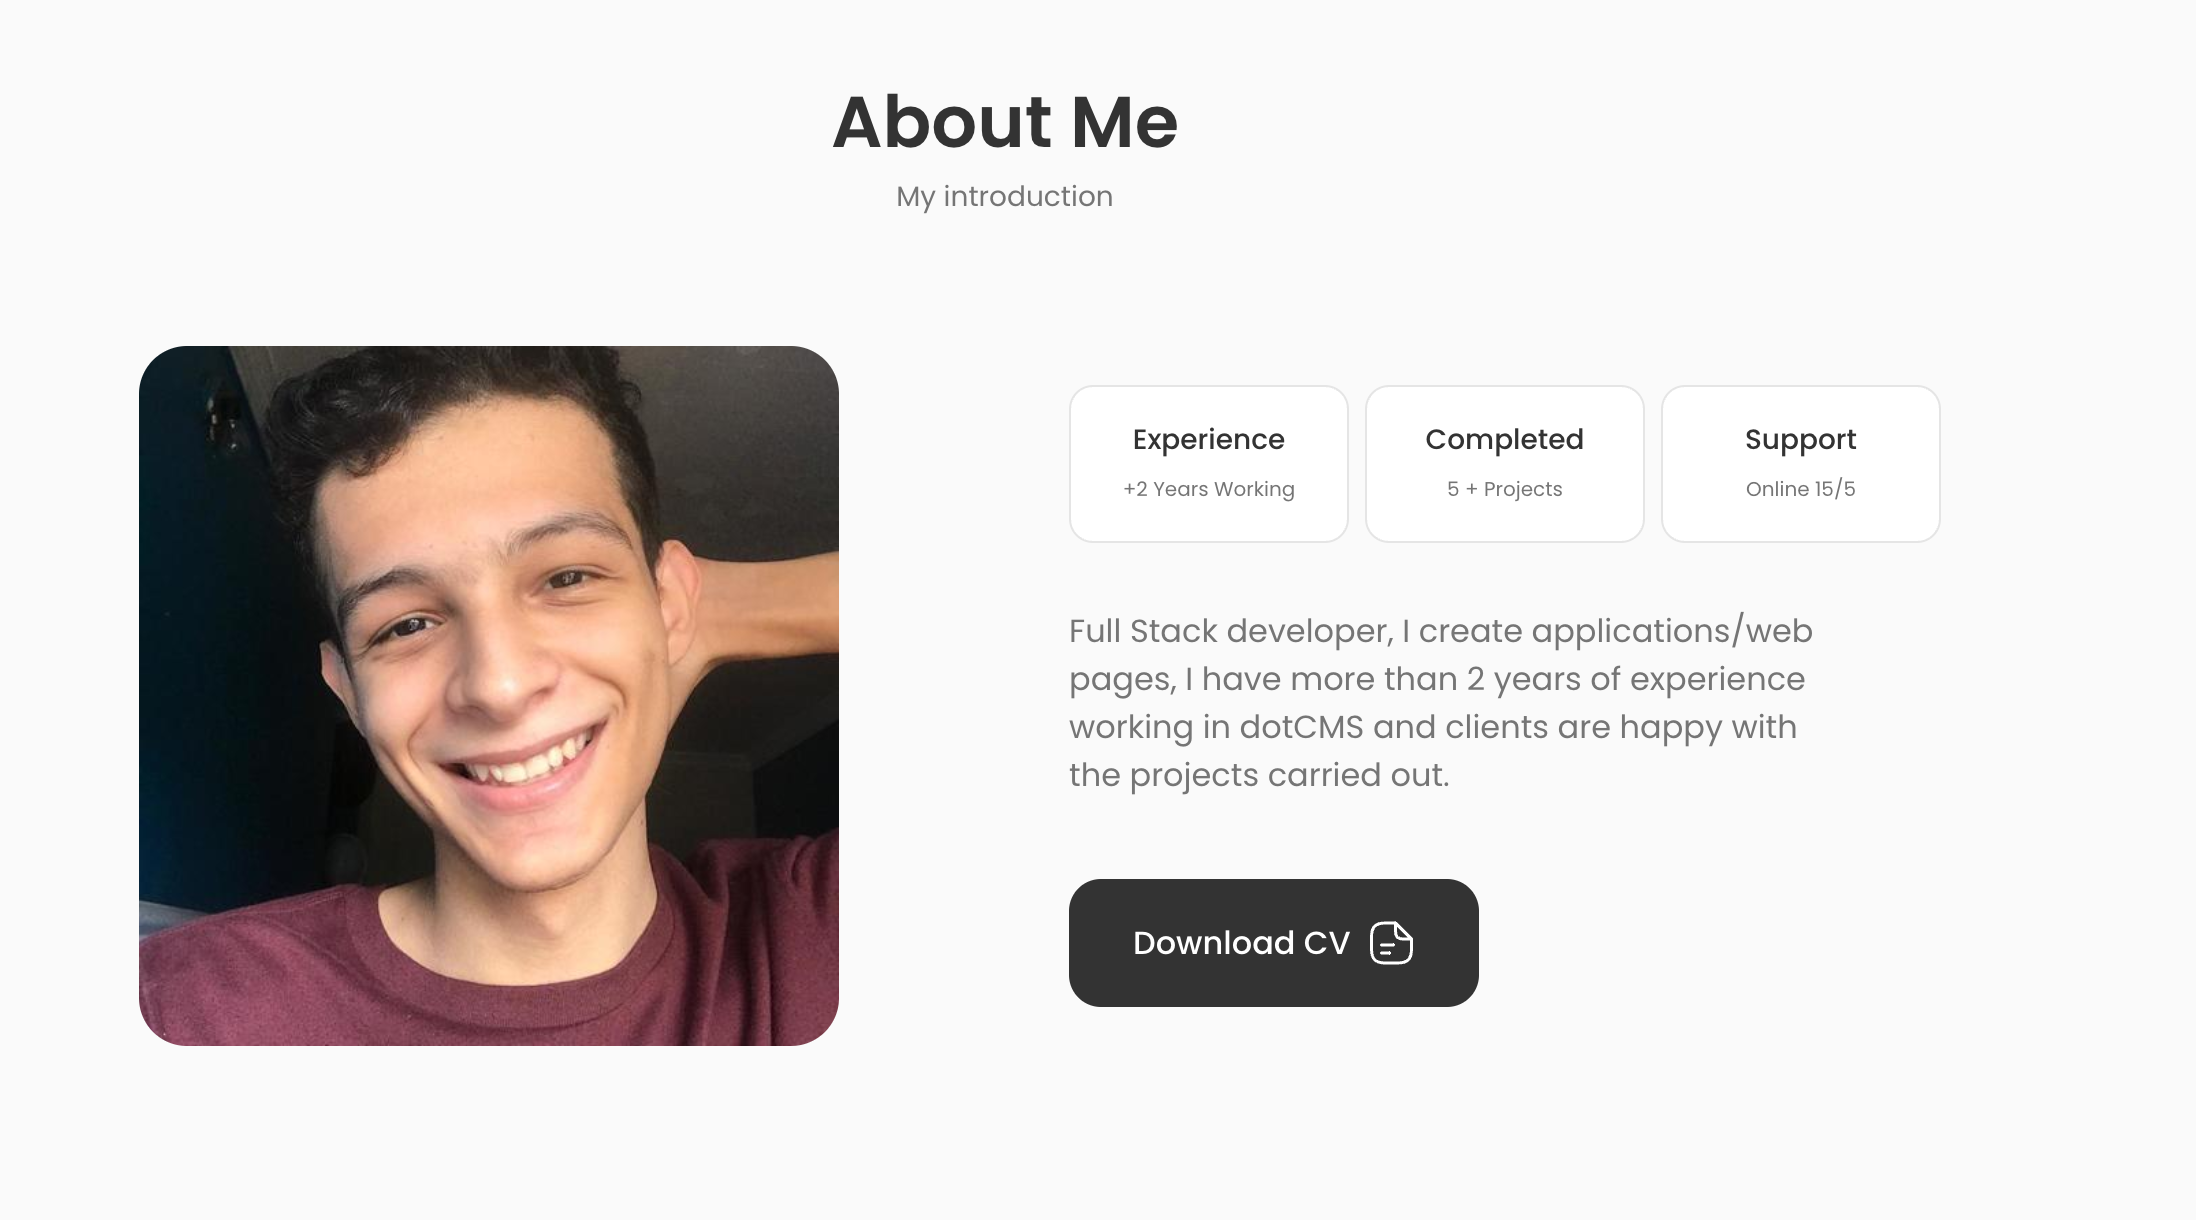 About Me
My introduction
Experience
+2 Years Working
Completed
5 + Projects
Support
Online 15/5
Full Stack developer, I create applications/web
pages, I have more than 2 years of experience
working in dotCMS and clients are happy with
the projects carried out.
Download CV